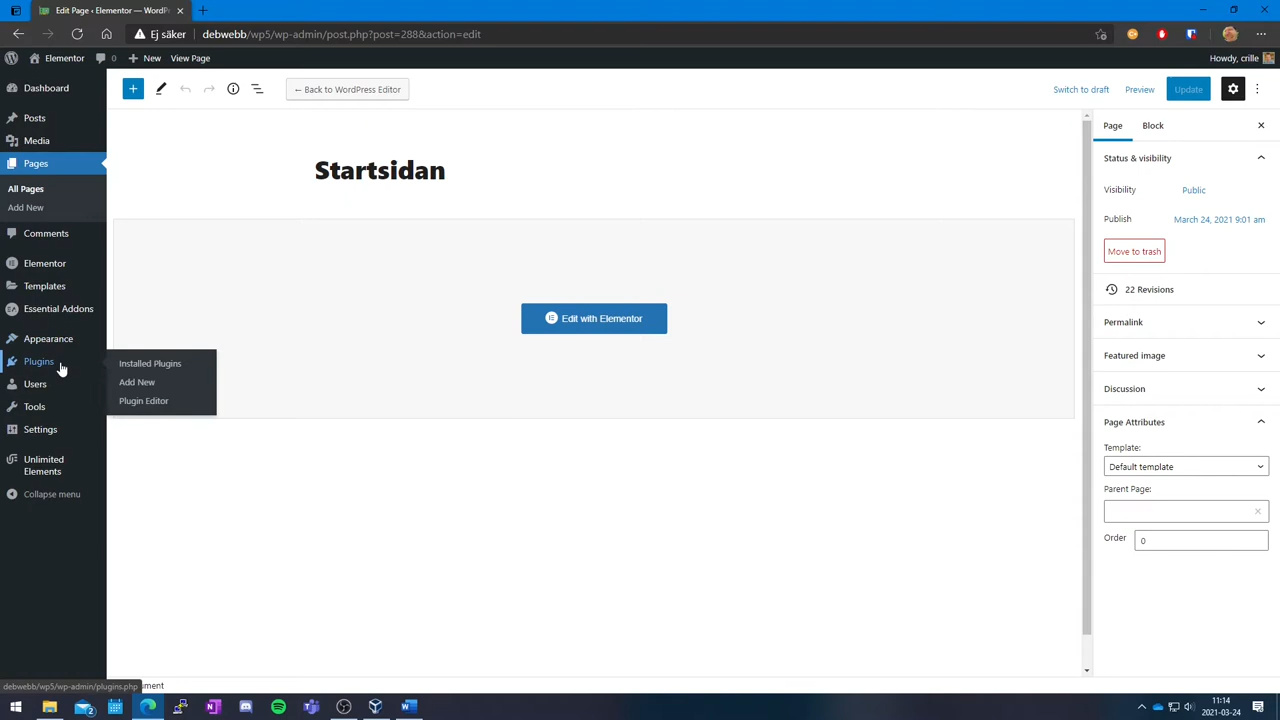 Edit Page ‹ Elementor — WordPr
Ej säker
debwebb/wp5/wp-admin/post.php?post=288&action=edit
Elementor
0
New
View Page
Howdy, crille
Dashboard
Posts
Media
Pages
All Pages
Add New
Comments
Elementor
Templates
Essential Addons
Appearance
Plugins
Users
Tools
Settings
Unlimited
Elements
Collapse menu
Installed Plugins
Add New
Plugin Editor
← Back to WordPress Editor
Switch to draft
Preview
Update
Startsidan
Edit with Elementor
Page
Block
Status & visibility
Visibility
Public
Publish
March 24, 2021 9:01 am
Move to trash
22 Revisions
Permalink
Featured image
Discussion
Page Attributes
Template:
Default template
Parent Page:
Order
0
debwebb/wp5/wp-admin/plugins.php
ument
11:14
2021-03-24